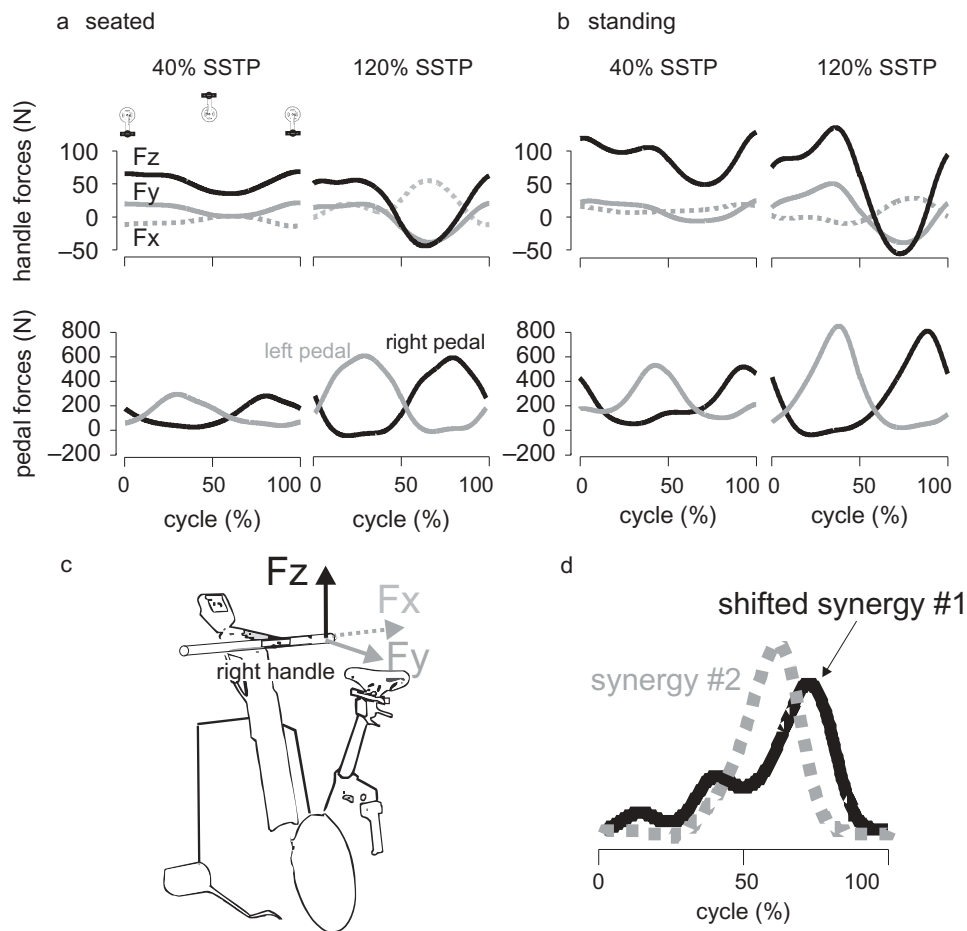 a seated
b standing
40% SSTP
120% SSTP
40% SSTP
120% SSTP
handle forces (N)
100
50
0
–50
Fz
Fy
Fx
100
50
0
–50
pedal forces (N)
800
600
400
200
0
–200
left pedal
right pedal
800
600
400
200
0
–200
0
50
100
0
50
100
0
50
100
0
50
100
cycle (%)
cycle (%)
cycle (%)
cycle (%)
c
Fz
Fx
Fy
right handle
d
shifted synergy #1
synergy #2
0
50
100
cycle (%)